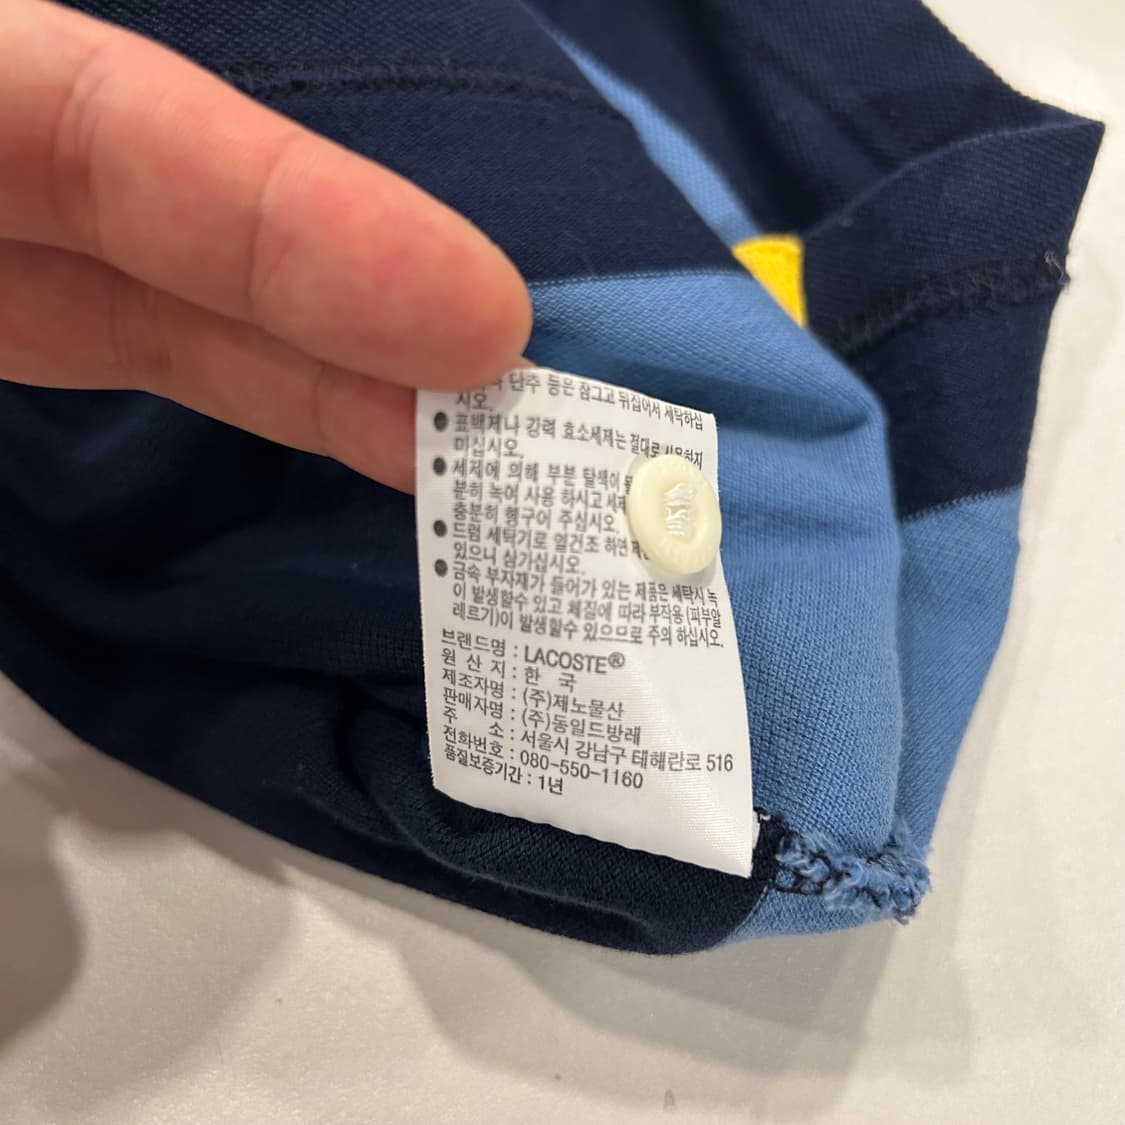 단추 등은 잠그고 뒤집어서 세탁하십
시오.
● 표백제나 강력 효소세제는 절대로 사용하지
마십시오.
● 세제에 의해 부분 탈색이
분히 녹여 사용 하시고 세제
충분히 헹구어 주십시오.
● 드럼 세탁기로 열건조 하면
있으니 삼가십시오.
● 금속 부자재가 들어가 있는 제품은 세탁시 녹
이 발생할수 있고 체질에 따라 부작용 (피부알
레르기)이 발생할수 있으므로 주의 하십시오.
브랜드명 : LACOSTE®
원 산 지 : 한 국
제조자명 : (주)제노물산
판매자명 : (주)동일드방레
주 소 : 서울시 강남구 테헤란로 516
전화번호 : 080-550-1160
품질보증기간 : 1년